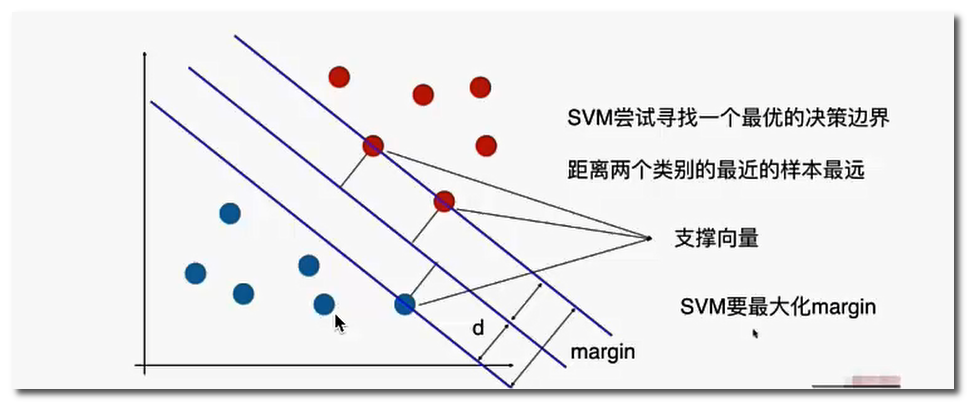 SVM尝试寻找一个最优的决策边界
距离两个类别的最近的样本最远
支撑向量
SVM要最大化margin
d
margin